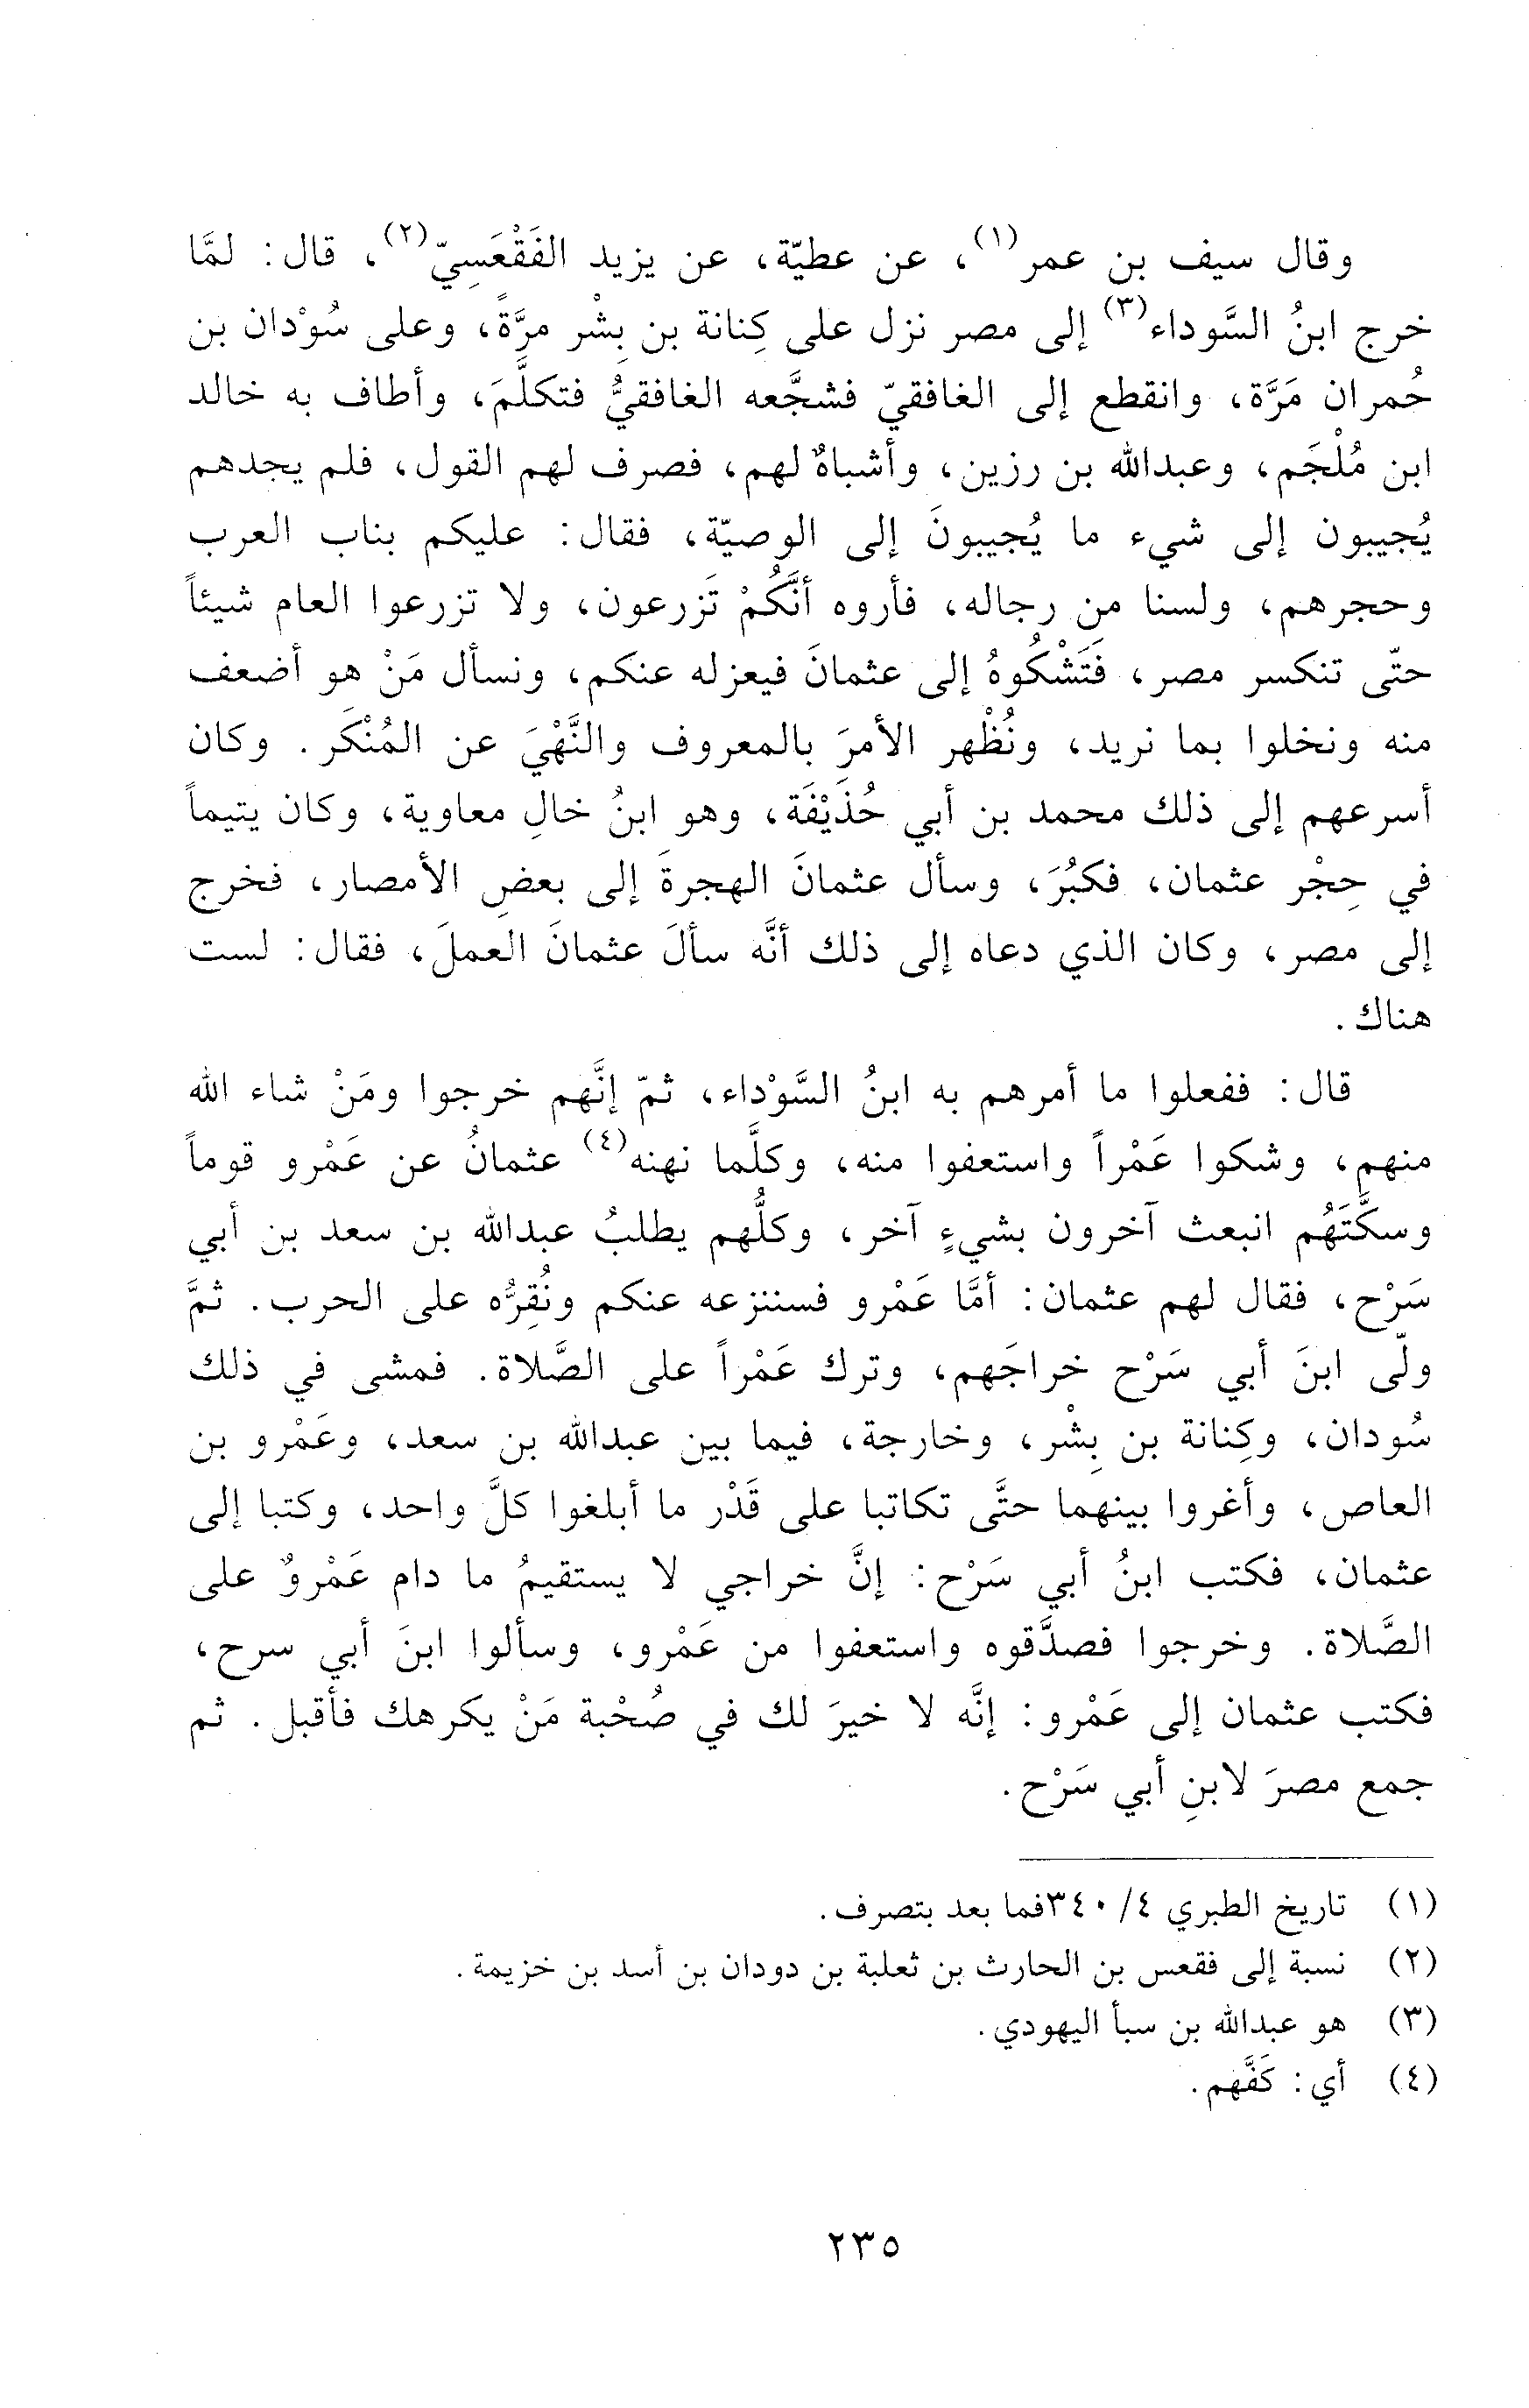 وقال سيف بن عمر(١)، عن عطيّة، عن يزيد الفَقْعَسِيّ(٢)، قال: لمَّا
خرج ابنُ السَّوداء(٣) إلى مصر نزل على كِنانة بن بِشْر مرَّةً، وعلى سُوْدان بن
حُمران مَرَّة، وانقطع إلى الغافقيّ فشجَّعه الغافقيُّ فتكلَّمَ، وأطاف به خالد
ابن مُلْجَم، وعبدالله بن رزين، وأشباهٌ لهم، فصرف لهم القول، فلم يجدهم
يُجيبون إلى شيء ما يُجيبونَ إلى الوصيّة، فقال: عليكم بناب العرب
وحجرهم، ولسنا من رجاله، فأروه أنَّكُمْ تَزرعون، ولا تزرعوا العام شيئاً
حتّى تنكسر مصر، فَتَشْكُوهُ إلى عثمانَ فيعزله عنكم، ونسأل مَنْ هو أضعف
منه ونخلوا بما نريد، ونُظْهر الأمرَ بالمعروف والنَّهْيَ عن المُنْكَر. وكان
أسرعهم إلى ذلك محمد بن أبي حُذَيْفَة، وهو ابنُ خالِ معاوية، وكان يتيماً
في حِجْر عثمان، فكبُرَ، وسأل عثمانَ الهجرةَ إلى بعضِ الأمصار، فخرج
إلى مصر، وكان الذي دعاه إلى ذلك أنَّه سألَ عثمانَ العملَ، فقال: لست
هناك.
قال: ففعلوا ما أمرهم به ابنُ السَّوْداء، ثمّ إنَّهم خرجوا ومَنْ شاء الله
منهم، وشكوا عَمْراً واستعفوا منه، وكلَّما نهنه(٤) عثمانُ عن عَمْرو قوماً
وسكَّتَهُم انبعث آخرون بشيءٍ آخر، وكلُّهم يطلبُ عبدالله بن سعد بن أبي
سَرْح، فقال لهم عثمان: أمَّا عَمْرو فسننزعه عنكم ونُقِرُّه على الحرب. ثمَّ
ولّى ابنَ أبي سَرْح خراجَهم، وترك عَمْراً على الصَّلاة. فمشى في ذلك
سُودان، وكِنانة بن بِشْر، وخارجة، فيما بين عبدالله بن سعد، وعَمْرو بن
العاص، وأغروا بينهما حتَّى تكاتبا على قَدْر ما أبلغوا كلَّ واحد، وكتبا إلى
عثمان، فكتب ابنُ أبي سَرْح: إنَّ خراجي لا يستقيمُ ما دام عَمْروٌ على
الصَّلاة. وخرجوا فصدَّقوه واستعفوا من عَمْرو، وسألوا ابنَ أبي سرح،
فكتب عثمان إلى عَمْرو: إنَّه لا خيرَ لك في صُحْبة مَنْ يكرهك فأقبل. ثم
جمع مصرَ لابنِ أبي سَرْح.
(١) تاريخ الطبري ٤/ ٣٤٠فما بعد بتصرف.
(٢) نسبة إلى فقعس بن الحارث بن ثعلبة بن دودان بن أسد بن خزيمة.
(٣) هو عبدالله بن سبأ اليهودي.
(٤) أي: كَفَّهم.
٢٣٥